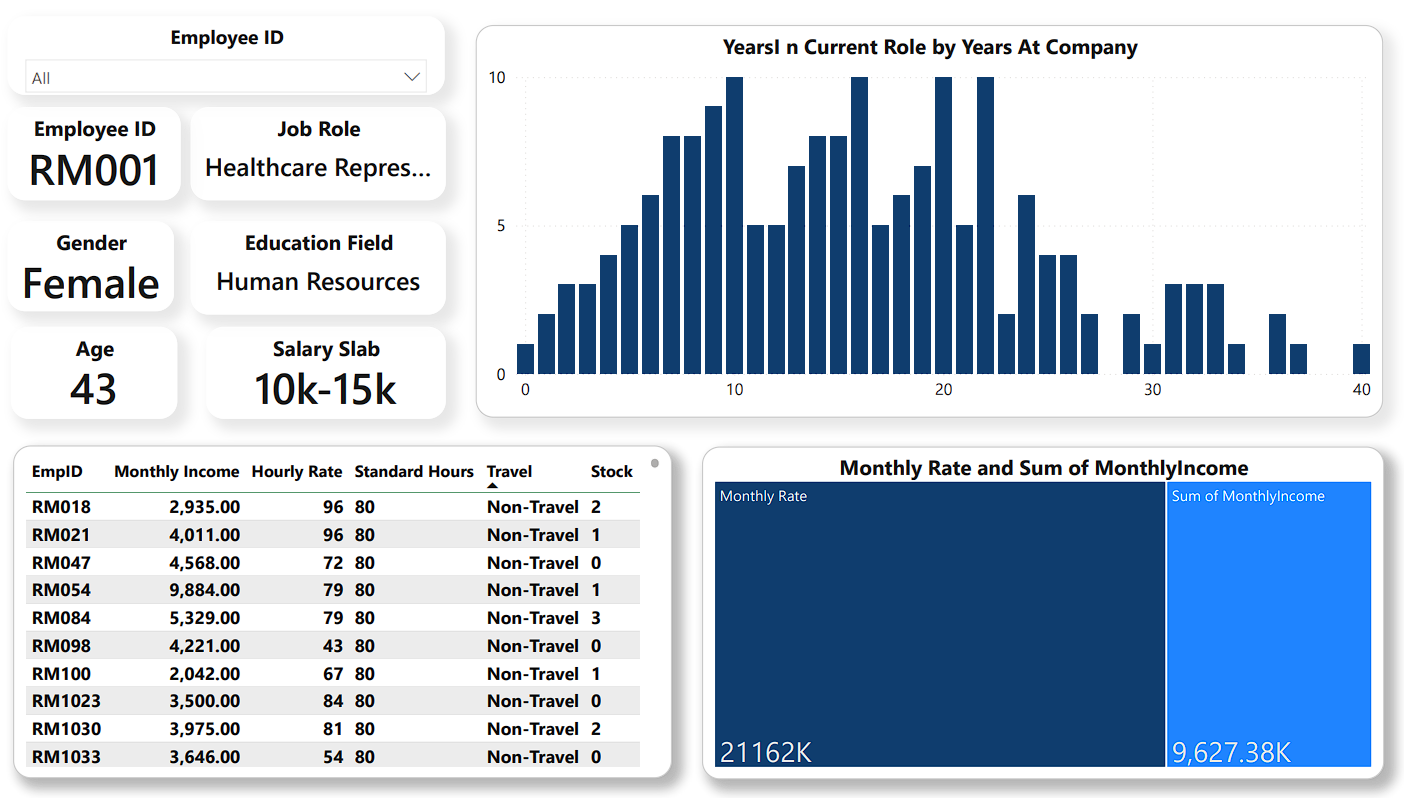 Employee ID
All
Employee ID
RM001
Job Role
Healthcare Repres...
Gender
Female
Education Field
Human Resources
Age
43
Salary Slab
10k-15k
YearsI n Current Role by Years At Company
10
5
0
0 10 20 30 40
EmpID Monthly Income Hourly Rate Standard Hours Travel Stock
RM018 2,935.00 96 80 Non-Travel 2
RM021 4,011.00 96 80 Non-Travel 1
RM047 4,568.00 72 80 Non-Travel 0
RM054 9,884.00 79 80 Non-Travel 1
RM084 5,329.00 79 80 Non-Travel 3
RM098 4,221.00 43 80 Non-Travel 0
RM100 2,042.00 67 80 Non-Travel 1
RM1023 3,500.00 84 80 Non-Travel 0
RM1030 3,975.00 81 80 Non-Travel 2
RM1033 3,646.00 54 80 Non-Travel 0
Monthly Rate and Sum of MonthlyIncome
Monthly Rate
21162K
Sum of MonthlyIncome
9,627.38K